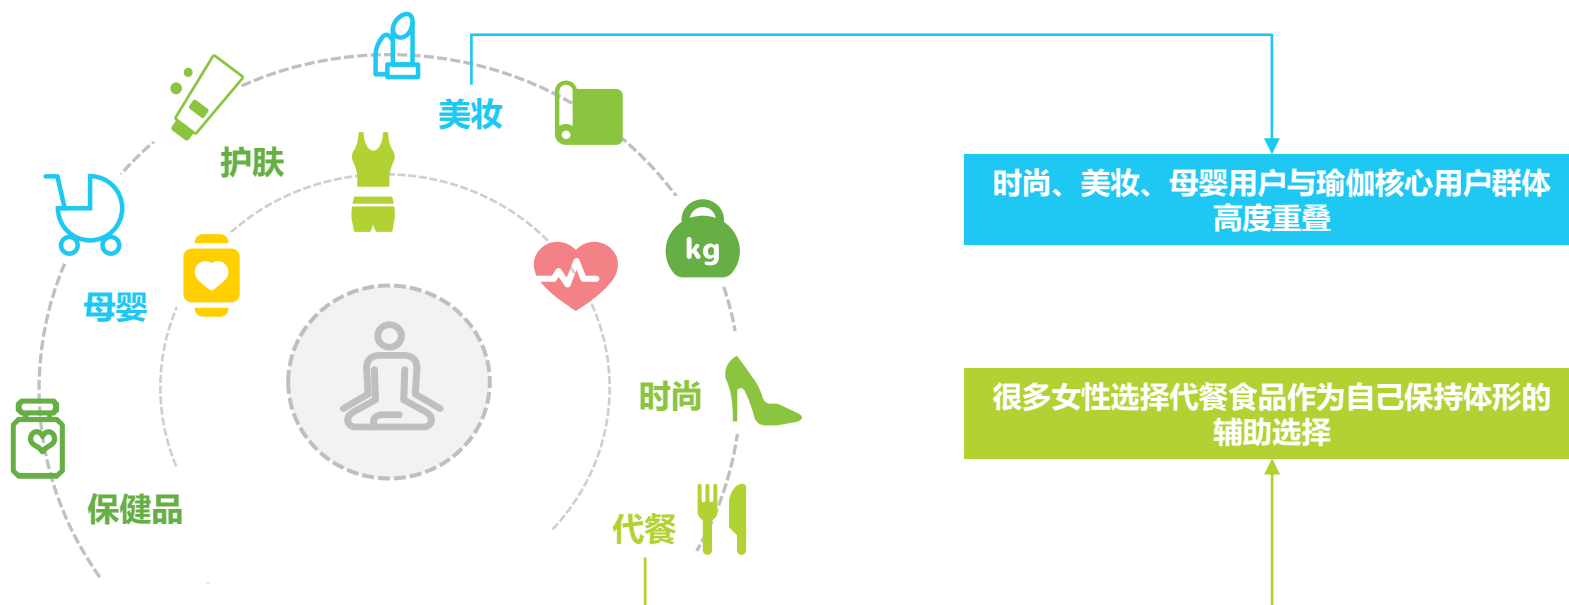 美妆
护肤
时尚、美妆、母婴用户与瑜伽核心用户群体
高度重叠
kg
母婴
时尚
很多女性选择代餐食品作为自己保持体形的
辅助选择
保健品
代餐